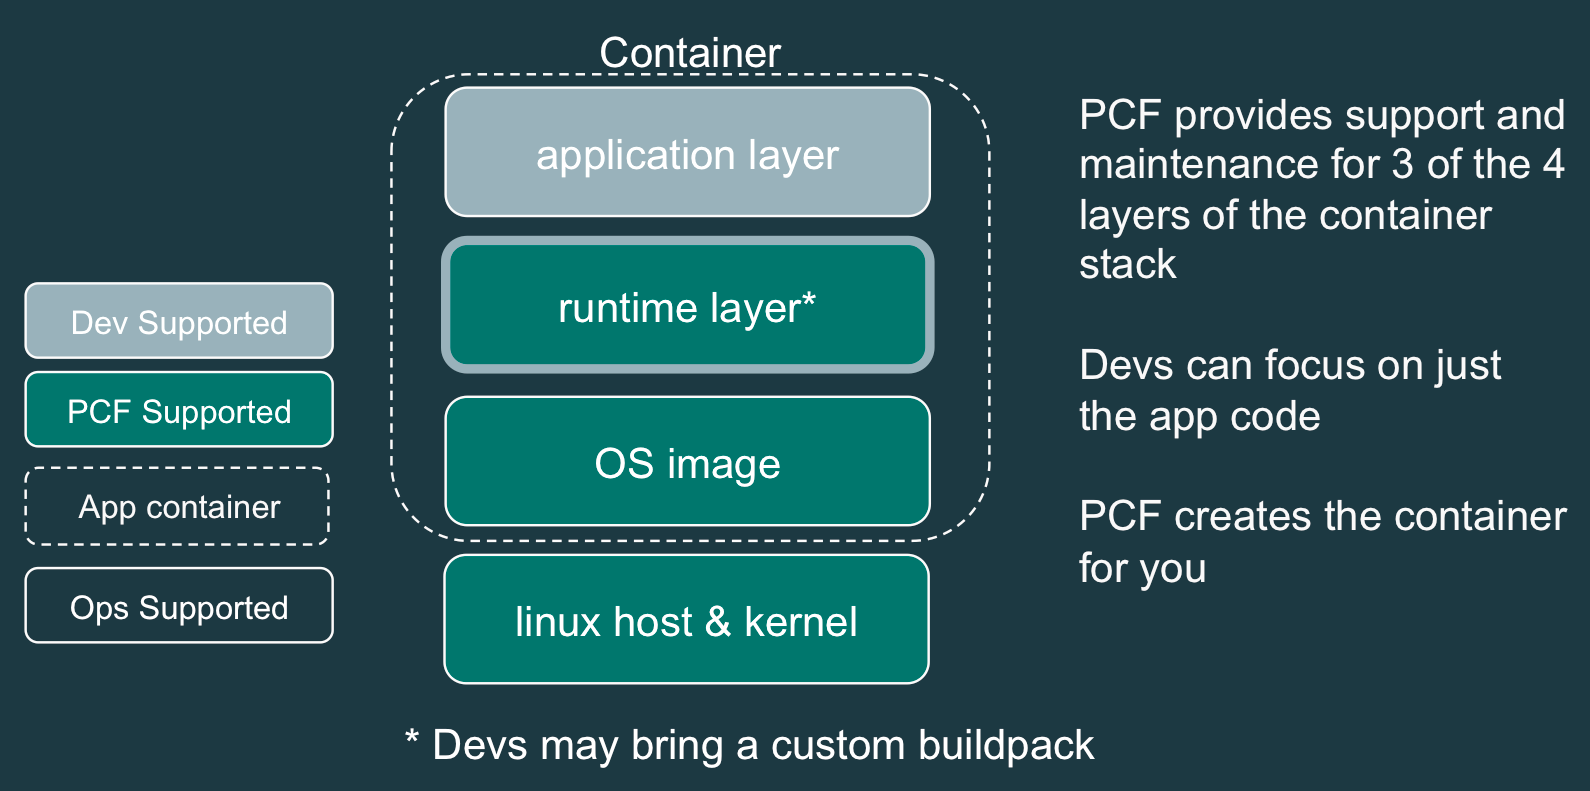 Container
application layer
runtime layer*
OS image
linux host & kernel
Dev Supported
PCF Supported
App container
Ops Supported
PCF provides support and
maintenance for 3 of the 4
layers of the container
stack
Devs can focus on just
the app code
PCF creates the container
for you
* Devs may bring a custom buildpack